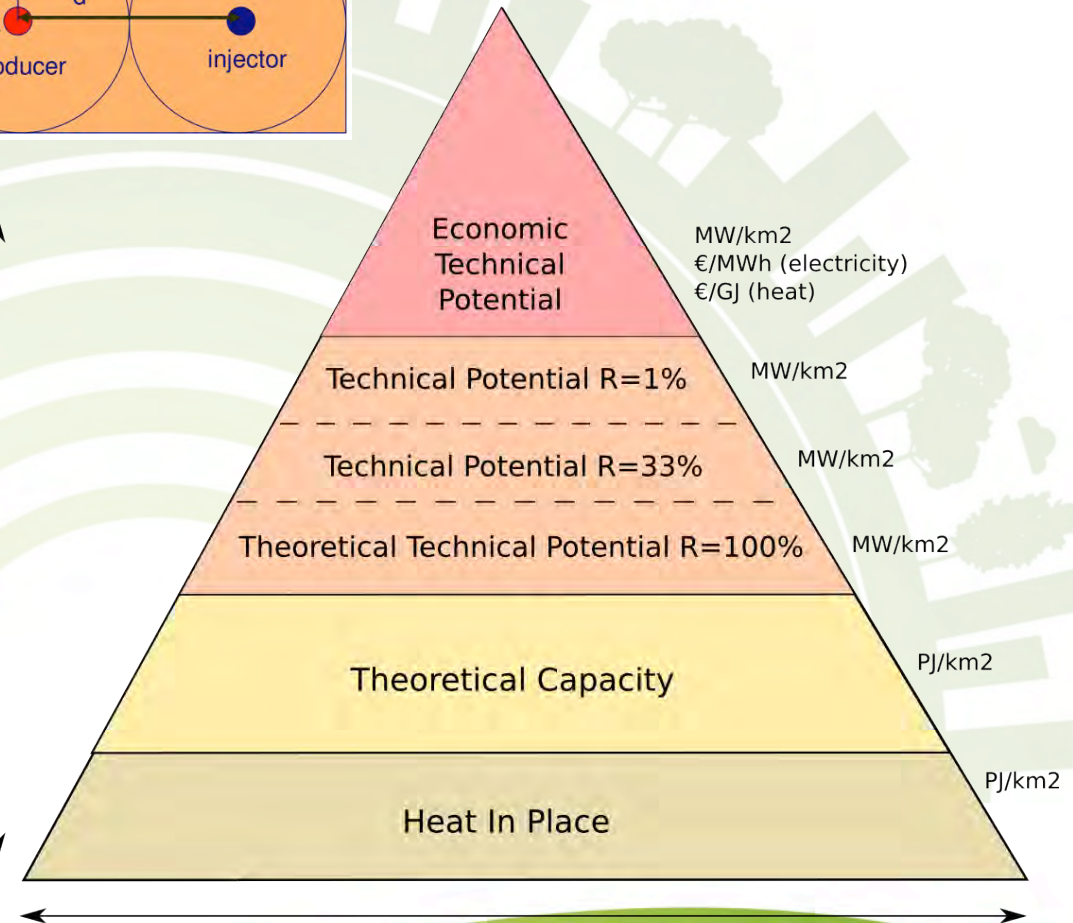 injector
Economic
Technical
Potential
MW/km2
€/MWh (electricity)
€/GJ (heat)
Technical Potential R=1%
MW/km2
Technical Potential R=33%
MW/km2
Theoretical Technical Potential R=100%
MW/km2
Theoretical Capacity
PJ/km2
Heat In Place
PJ/km2